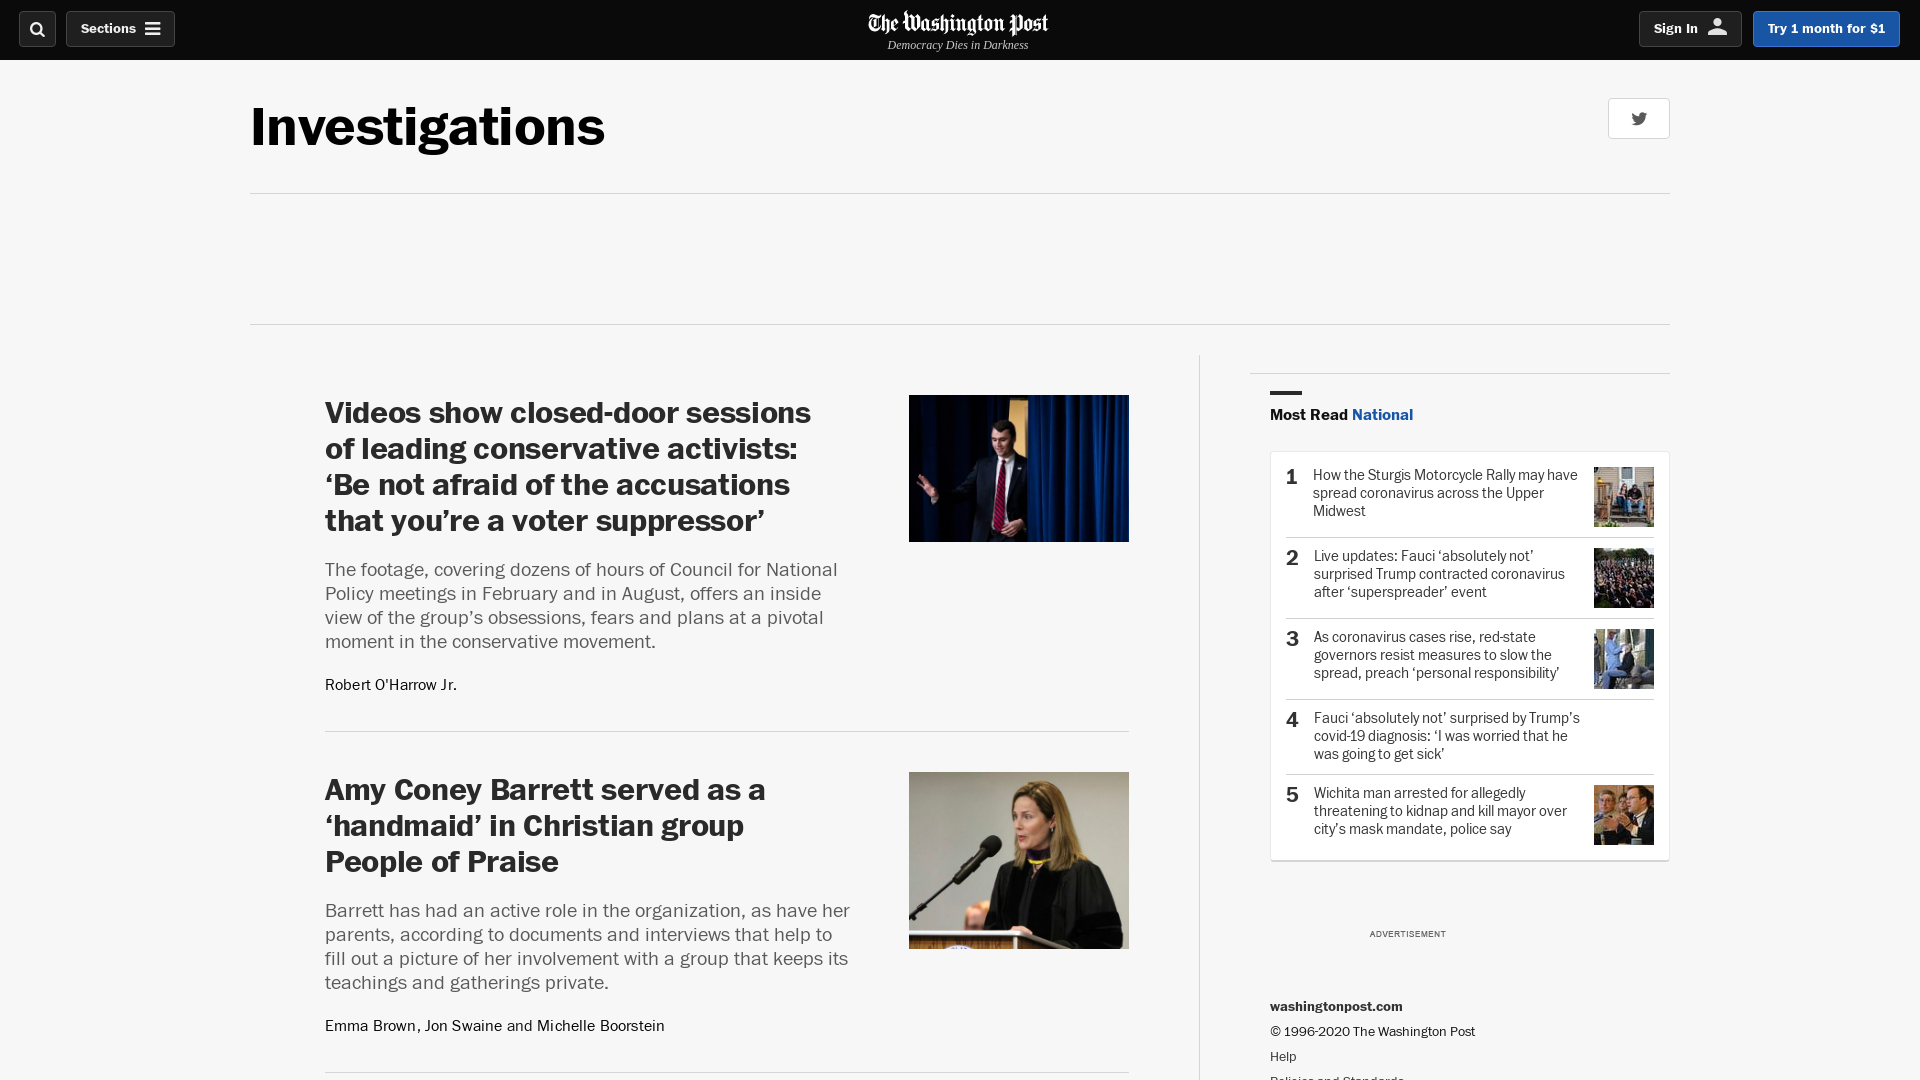 Sections
The Washington Post
Democracy Dies in Darkness
Sign In
Try 1 month for $1
Investigations
Videos show closed-door sessions
of leading conservative activists:
‘Be not afraid of the accusations
that you’re a voter suppressor’
The footage, covering dozens of hours of Council for National
Policy meetings in February and in August, offers an inside
view of the group’s obsessions, fears and plans at a pivotal
moment in the conservative movement.
Robert O'Harrow Jr.
Amy Coney Barrett served as a
‘handmaid’ in Christian group
People of Praise
Barrett has had an active role in the organization, as have her
parents, according to documents and interviews that help to
fill out a picture of her involvement with a group that keeps its
teachings and gatherings private.
Emma Brown, Jon Swaine and Michelle Boorstein
Most Read National
1
How the Sturgis Motorcycle Rally may have
spread coronavirus across the Upper
Midwest
2
Live updates: Fauci ‘absolutely not’
surprised Trump contracted coronavirus
after ‘superspreader’ event
3
As coronavirus cases rise, red-state
governors resist measures to slow the
spread, preach ‘personal responsibility’
4
Fauci ‘absolutely not’ surprised by Trump’s
covid-19 diagnosis: ‘I was worried that he
was going to get sick’
5
Wichita man arrested for allegedly
threatening to kidnap and kill mayor over
city’s mask mandate, police say
ADVERTISEMENT
washingtonpost.com
© 1996-2020 The Washington Post
Help
Policies and Standards